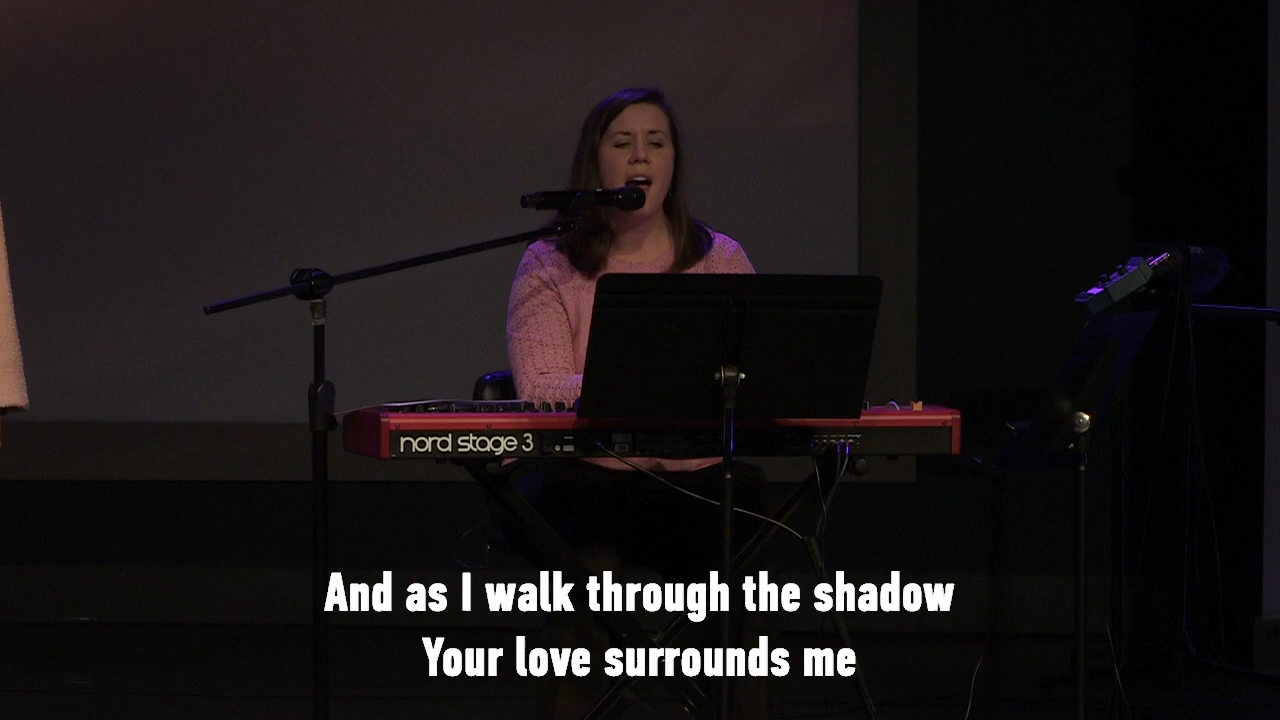 nord stage 3
And as I walk through the shadow
Your love surrounds me